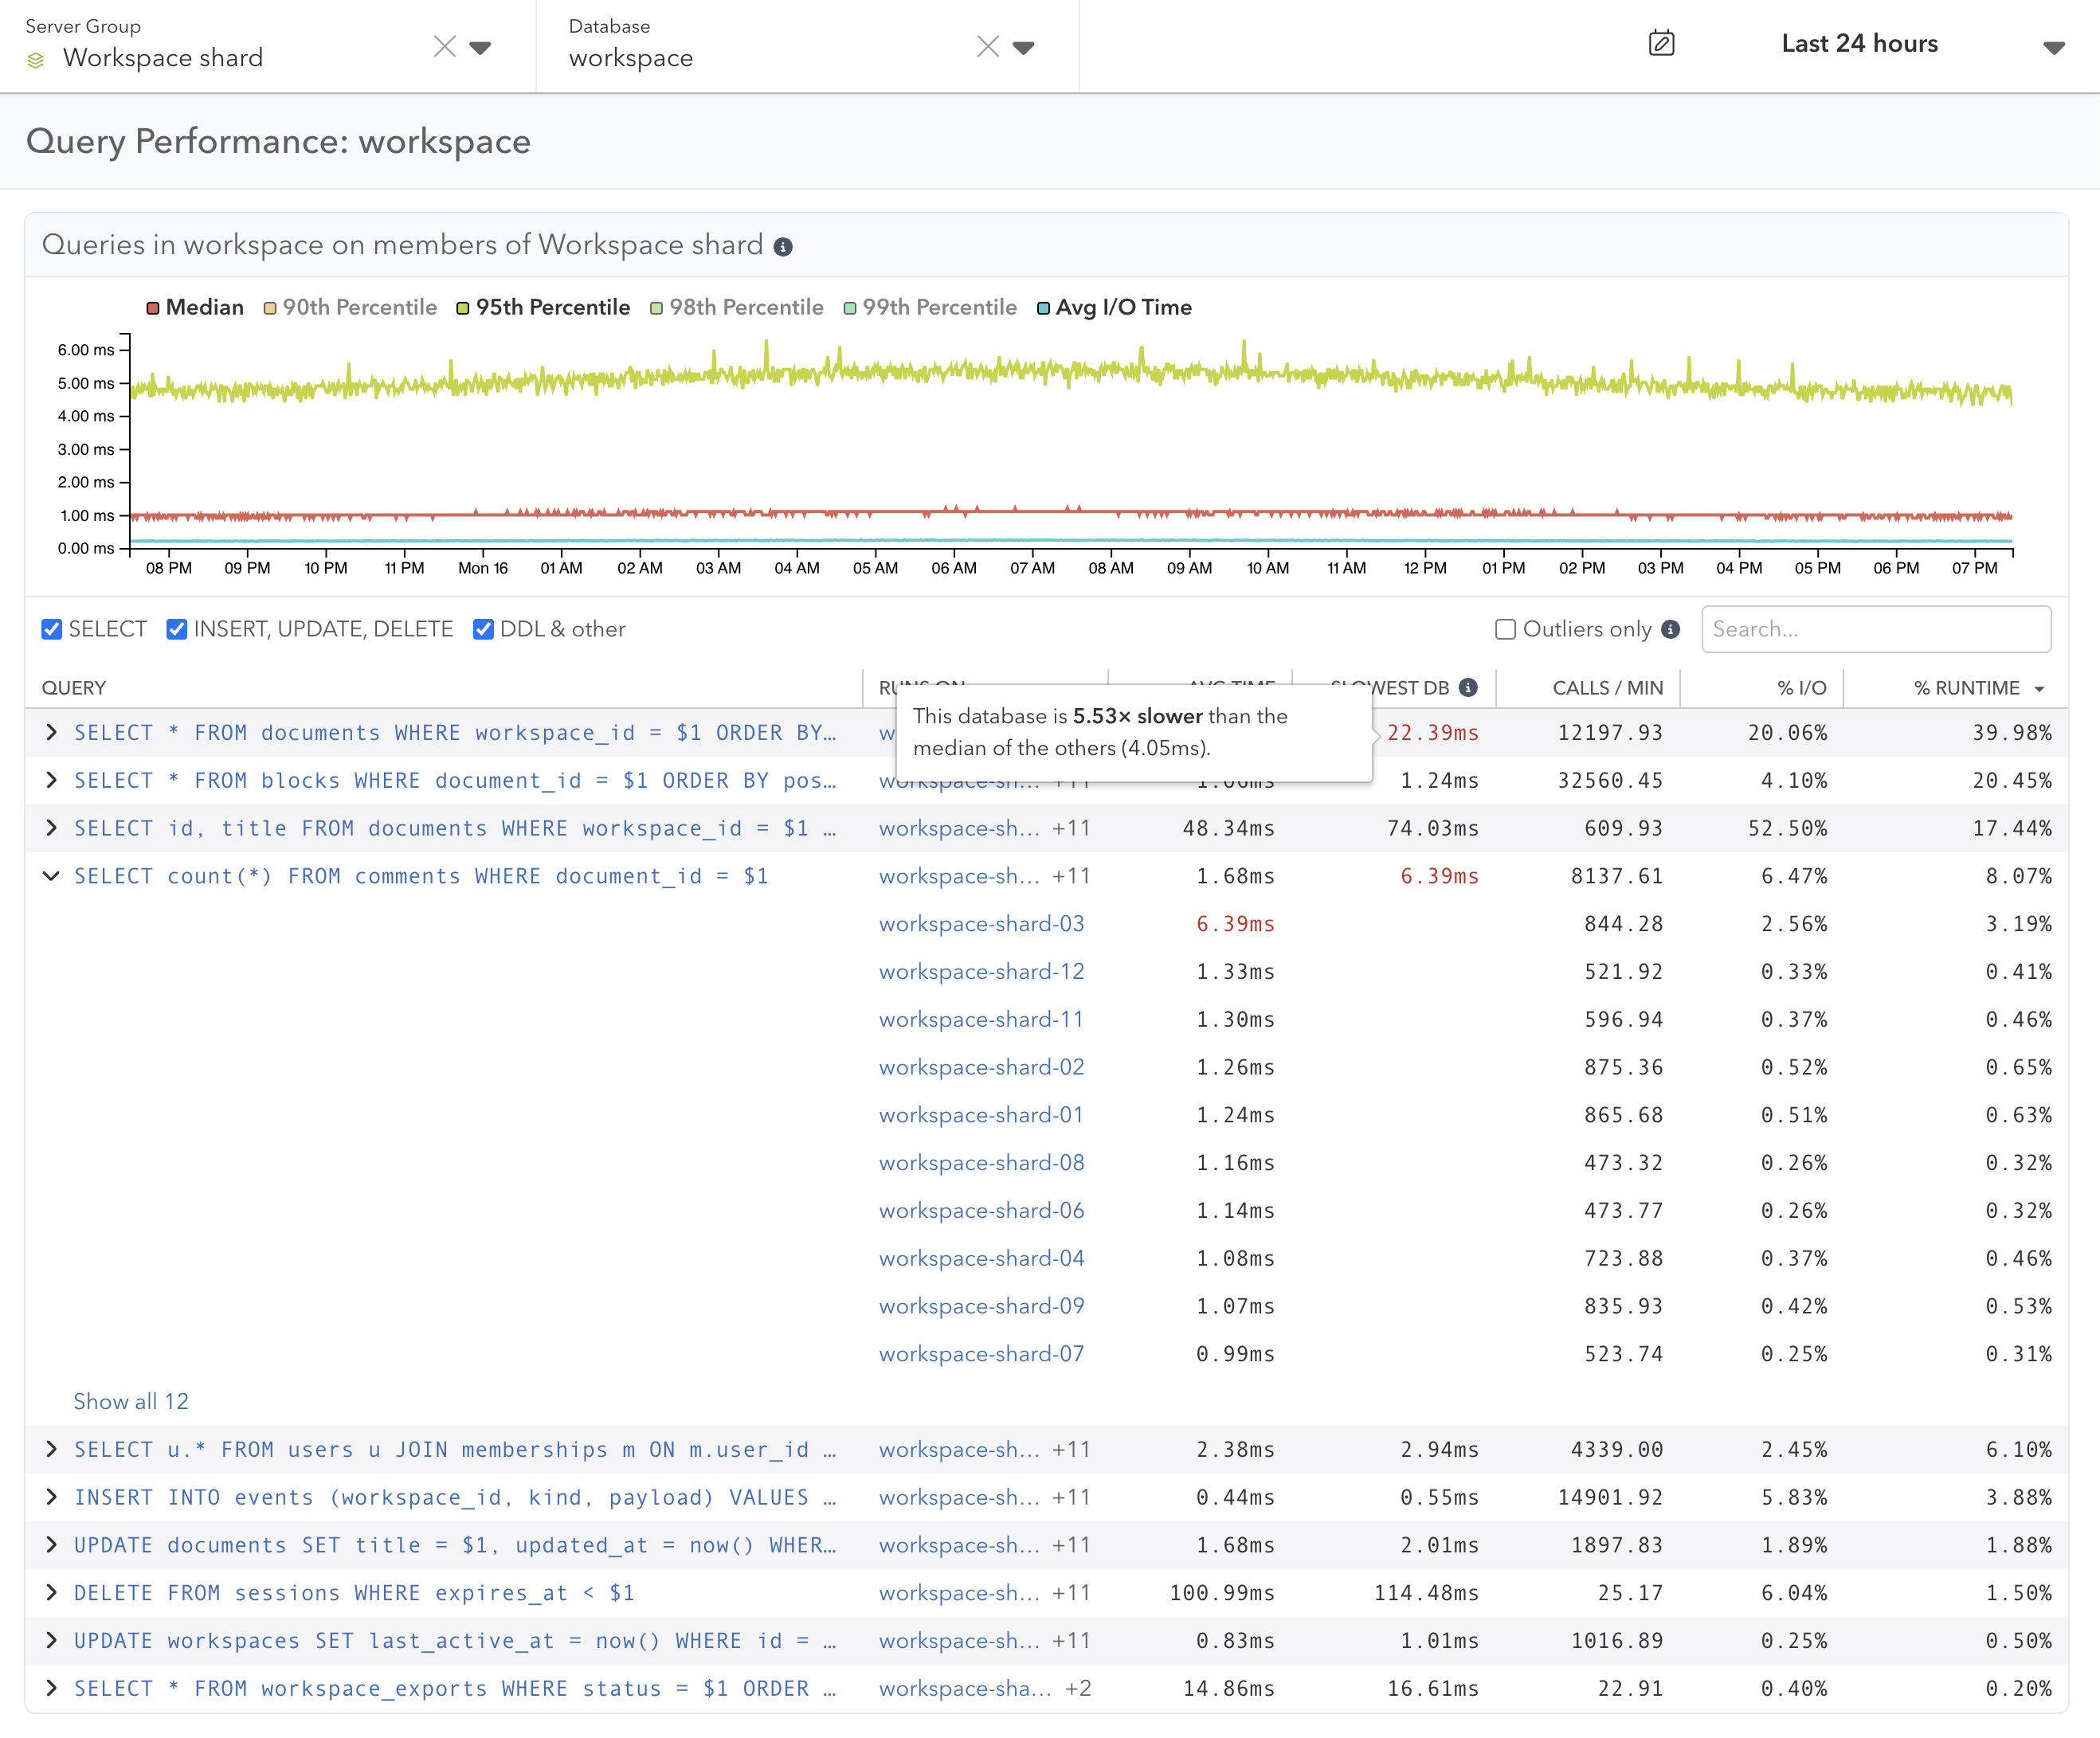 Server Group
Workspace shard
Database
workspace
Last 24 hours
Query Performance: workspace
Queries in workspace on members of Workspace shard
Median 90th Percentile 95th Percentile 98th Percentile 99th Percentile Avg I/O Time
6.00 ms
5.00 ms
4.00 ms
3.00 ms
2.00 ms
1.00 ms
0.00 ms
08 PM 09 PM 10 PM 11 PM Mon 16 01 AM 02 AM 03 AM 04 AM 05 AM 06 AM 07 AM 08 AM 09 AM 10 AM 11 AM 12 PM 01 PM 02 PM 03 PM 04 PM 05 PM 06 PM 07 PM
SELECT INSERT, UPDATE, DELETE DDL & other Outliers only Search...
QUERY RUNS ON AVG TIME SLOWEST DB CALLS / MIN % I/O % RUNTIME
This database is 5.53× slower than the
median of the others (4.05ms).
SELECT * FROM documents WHERE workspace_id = $1 ORDER BY… 22.39ms 12197.93 20.06% 39.98%
SELECT * FROM blocks WHERE document_id = $1 ORDER BY pos… workspace-sh… +11 1.06ms 1.24ms 32560.45 4.10% 20.45%
SELECT id, title FROM documents WHERE workspace_id = $1 … workspace-sh… +11 48.34ms 74.03ms 609.93 52.50% 17.44%
SELECT count(*) FROM comments WHERE document_id = $1 workspace-sh… +11 1.68ms 6.39ms 8137.61 6.47% 8.07%
workspace-shard-03 6.39ms 844.28 2.56% 3.19%
workspace-shard-12 1.33ms 521.92 0.33% 0.41%
workspace-shard-11 1.30ms 596.94 0.37% 0.46%
workspace-shard-02 1.26ms 875.36 0.52% 0.65%
workspace-shard-01 1.24ms 865.68 0.51% 0.63%
workspace-shard-08 1.16ms 473.32 0.26% 0.32%
workspace-shard-06 1.14ms 473.77 0.26% 0.32%
workspace-shard-04 1.08ms 723.88 0.37% 0.46%
workspace-shard-09 1.07ms 835.93 0.42% 0.53%
workspace-shard-07 0.99ms 523.74 0.25% 0.31%
Show all 12
SELECT u.* FROM users u JOIN memberships m ON m.user_id … workspace-sh… +11 2.38ms 2.94ms 4339.00 2.45% 6.10%
INSERT INTO events (workspace_id, kind, payload) VALUES … workspace-sh… +11 0.44ms 0.55ms 14901.92 5.83% 3.88%
UPDATE documents SET title = $1, updated_at = now() WHER… workspace-sh… +11 1.68ms 2.01ms 1897.83 1.89% 1.88%
DELETE FROM sessions WHERE expires_at < $1 workspace-sh… +11 100.99ms 114.48ms 25.17 6.04% 1.50%
UPDATE workspaces SET last_active_at = now() WHERE id = … workspace-sh… +11 0.83ms 1.01ms 1016.89 0.25% 0.50%
SELECT * FROM workspace_exports WHERE status = $1 ORDER … workspace-sha… +2 14.86ms 16.61ms 22.91 0.40% 0.20%